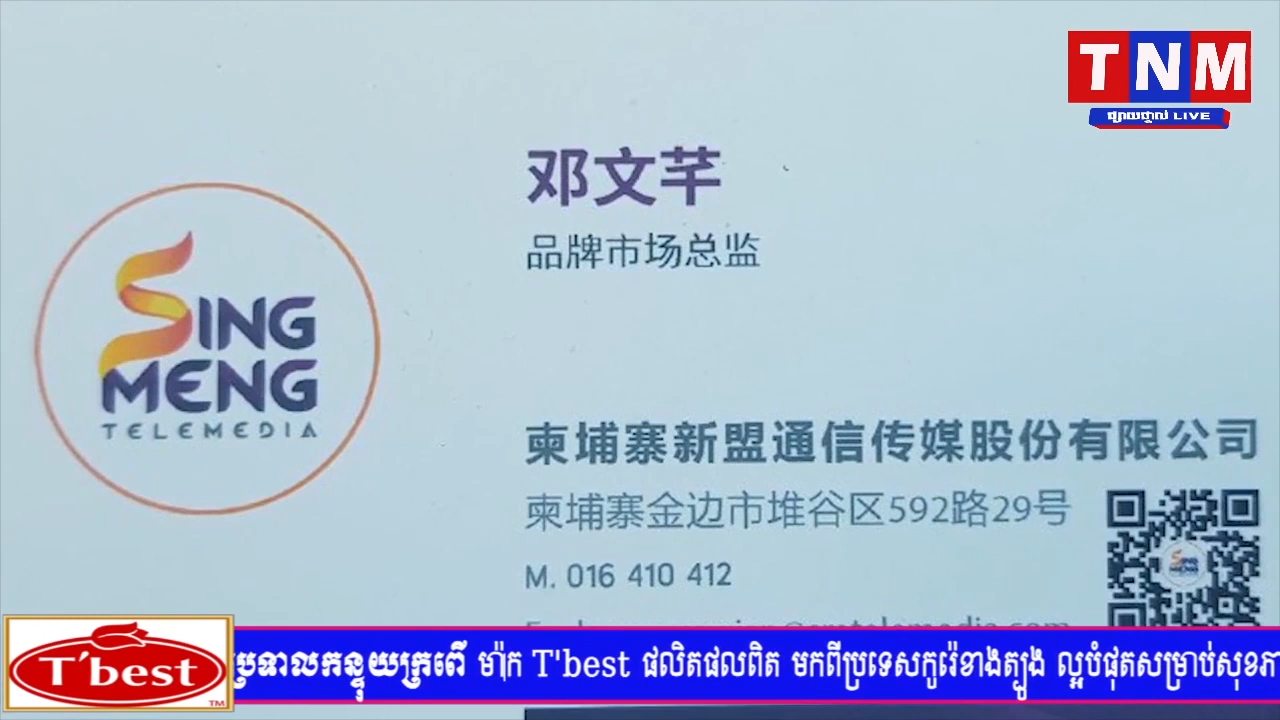 TNM
ផ្សាយផ្ទាល់ LIVE
邓文芊
品牌市场总监
SING
MENG
TELEMEDIA
柬埔寨新盟通信传媒股份有限公司
柬埔寨金边市堆谷区592路29号
M. 016 410 412
T'best
TM
ប្រទាលកន្ទុយក្រពើ ម៉ាក T'best ផលិតផលពិត មកពីប្រទេសកូរ៉េខាងត្បូង ល្អបំផុតសម្រាប់សុខភា